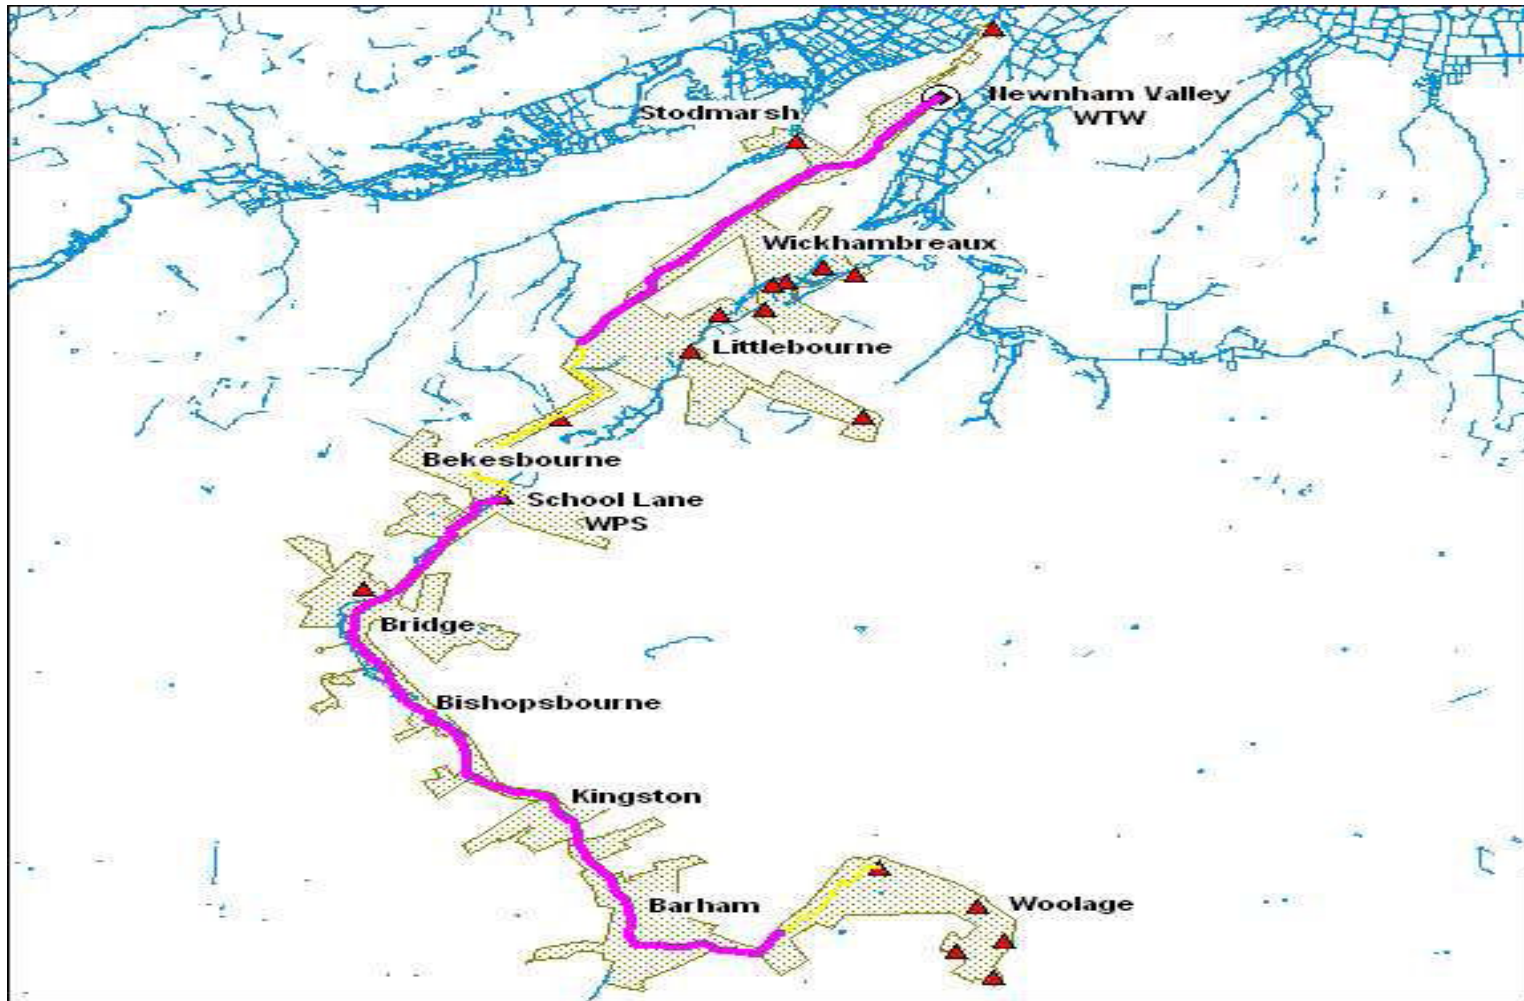 Newnham Valley
WTW
Stodmarsh
Wickhambreaux
Littlebourne
Bekesbourne
School Lane
WPS
Bridge
Bishopsbourne
Kingston
Barham
Woolage